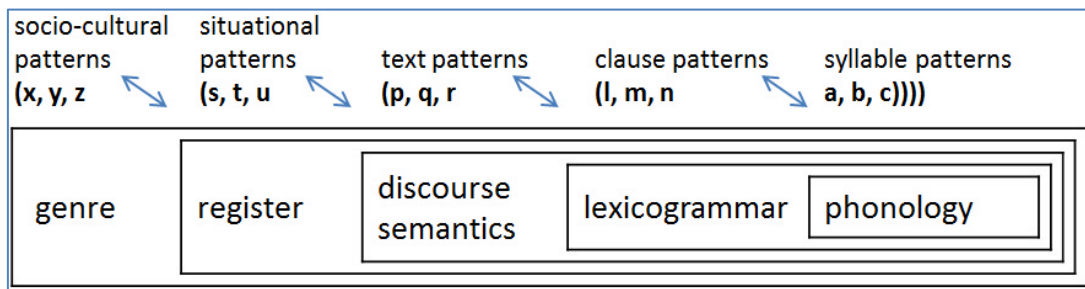 socio-cultural patterns (x, y, z
situational patterns (s, t, u
text patterns (p, q, r
clause patterns (l, m, n
syllable patterns a, b, c))))
genre
register
discourse
semantics
lexicogrammar
phonology